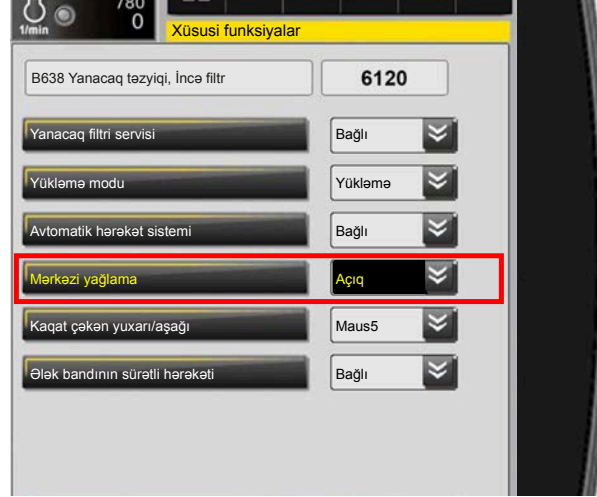 780
1/min 0
Xüsusi funksiyalar
B638 Yanacaq təzyiqi, İncə filtr 6120
Yanacaq filtri servisi Bağlı
Yükləmə modu Yükləmə
Avtomatik hərəkət sistemi Bağlı
Mərkəzi yağlama Açıq
Kaqat çəkən yuxarı/aşağı Maus5
Ələk bandının sürətli hərəkəti Bağlı